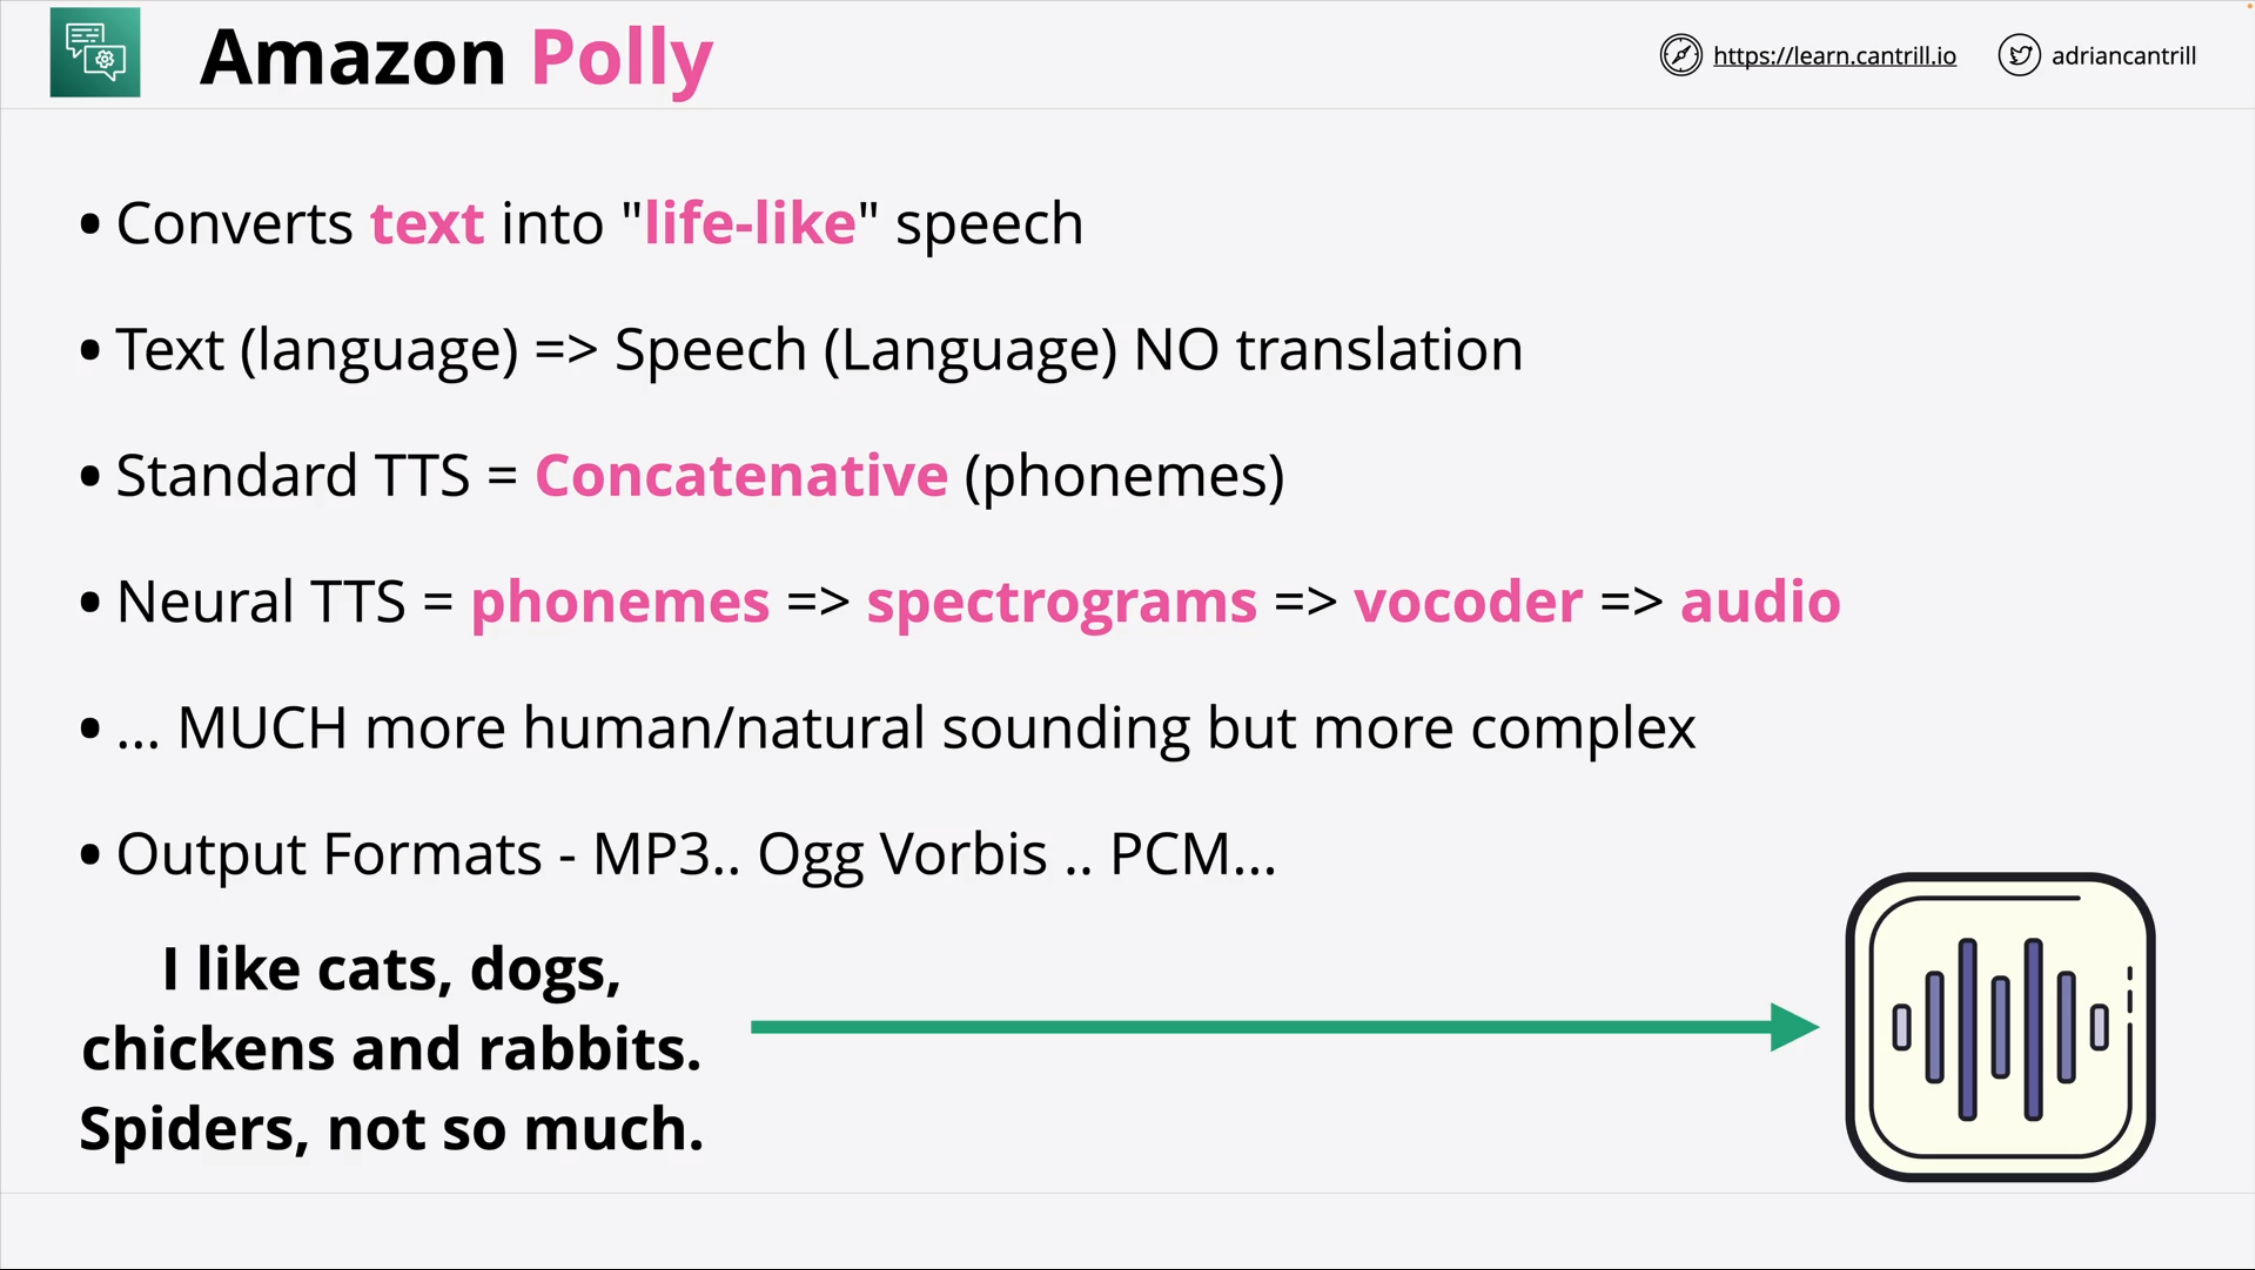 Amazon Polly
https://learn.cantrill.io
adriancantrill
• Converts text into "life-like" speech
• Text (language) => Speech (Language) NO translation
• Standard TTS = Concatenative (phonemes)
• Neural TTS = phonemes => spectrograms => vocoder => audio
• ... MUCH more human/natural sounding but more complex
• Output Formats - MP3.. Ogg Vorbis .. PCM...
I like cats, dogs,
chickens and rabbits.
Spiders, not so much.